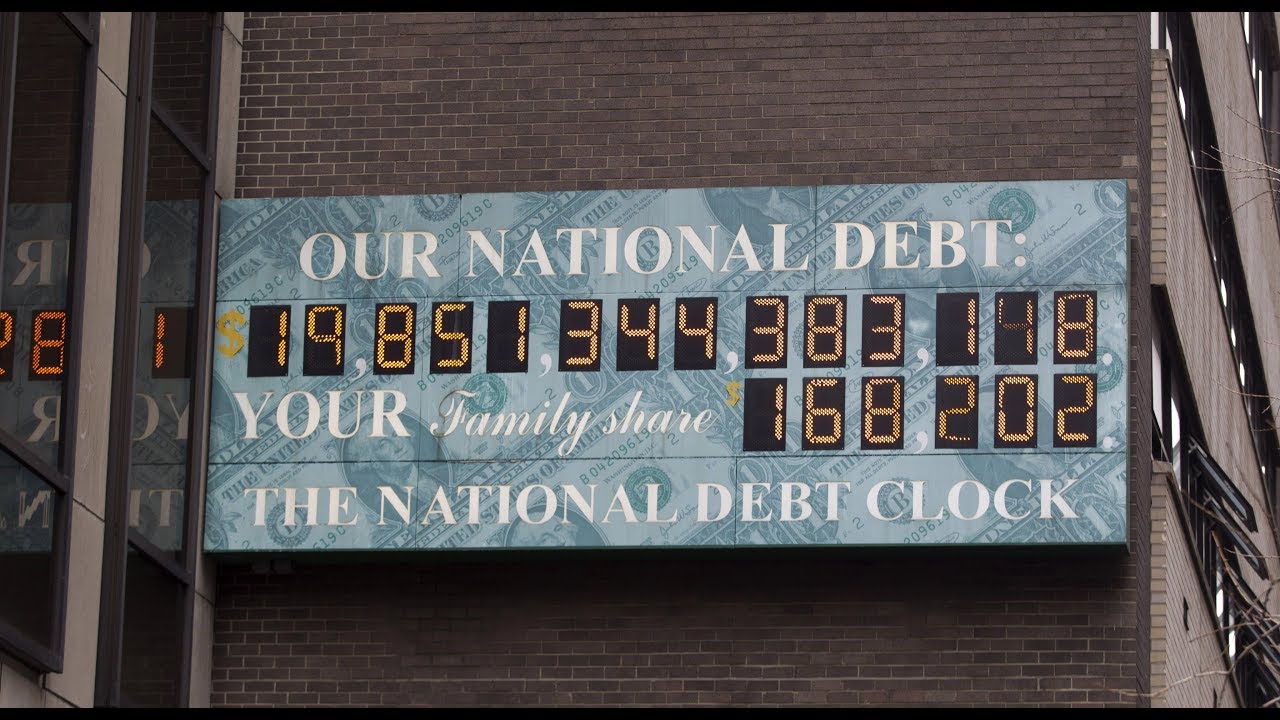 OUR NATIONAL DEBT:
$19,851,344,383,148
YOUR Family share $168,202
THE NATIONAL DEBT CLOCK